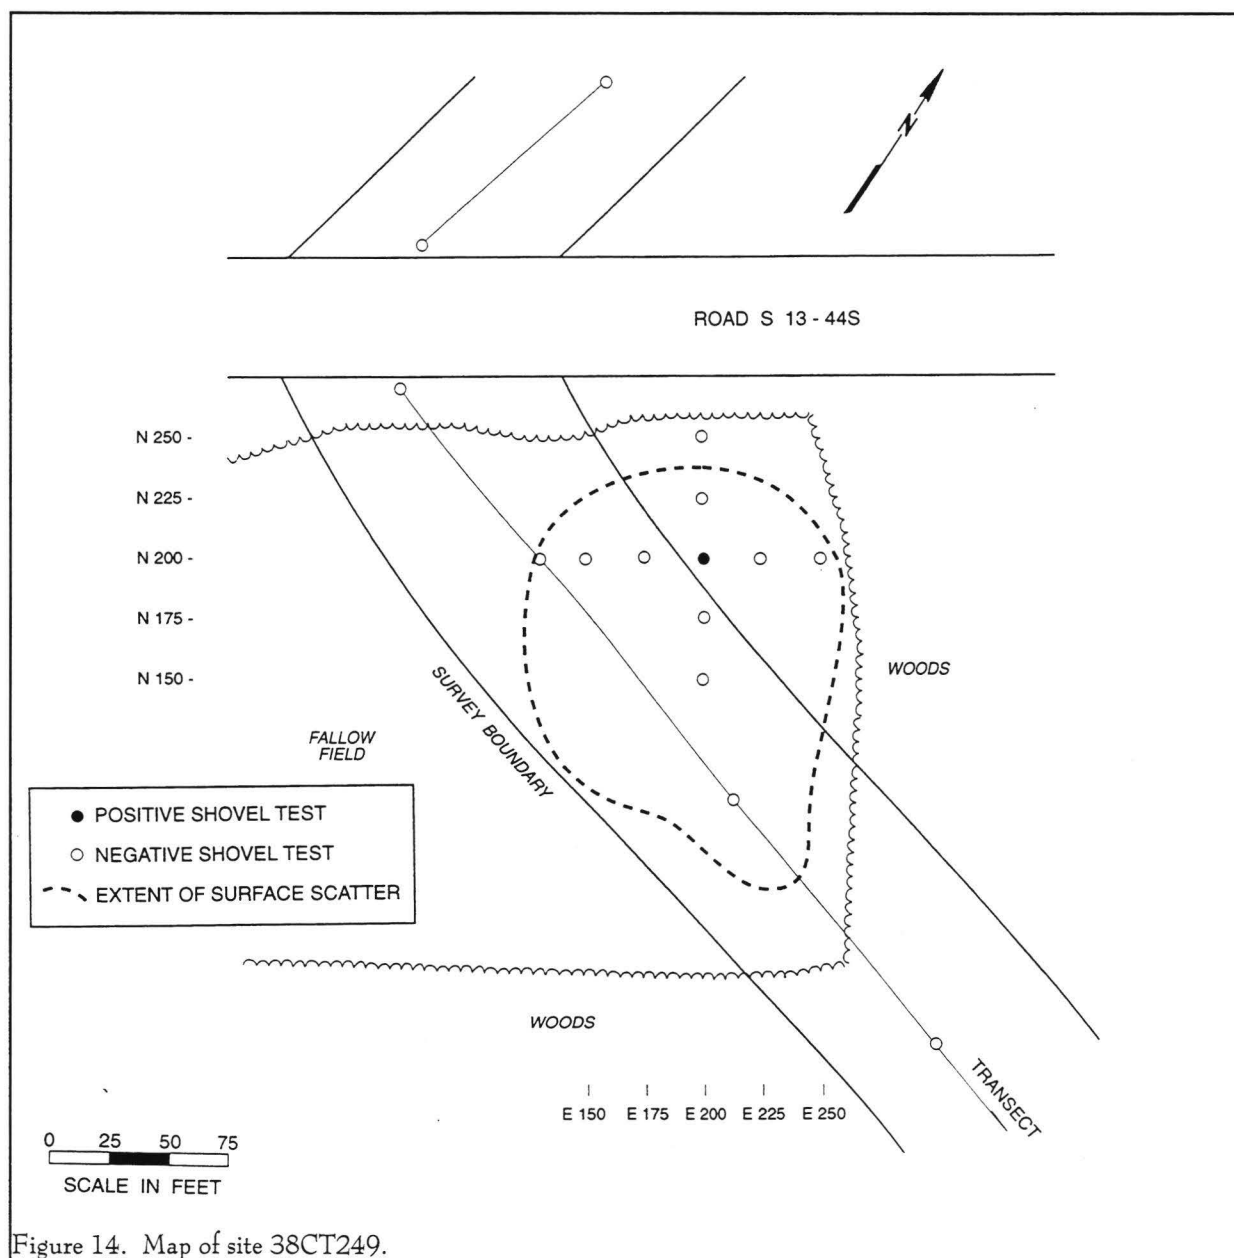 N
ROAD S 13 - 44S
N 250 -
N 225 -
N 200 -
N 175 -
N 150 -
WOODS
SURVEY BOUNDARY
FALLOW
FIELD
POSITIVE SHOVEL TEST
NEGATIVE SHOVEL TEST
EXTENT OF SURFACE SCATTER
WOODS
TRANSECT
E 150 E 175 E 200 E 225 E 250
0 25 50 75
SCALE IN FEET
Figure 14. Map of site 38CT249.